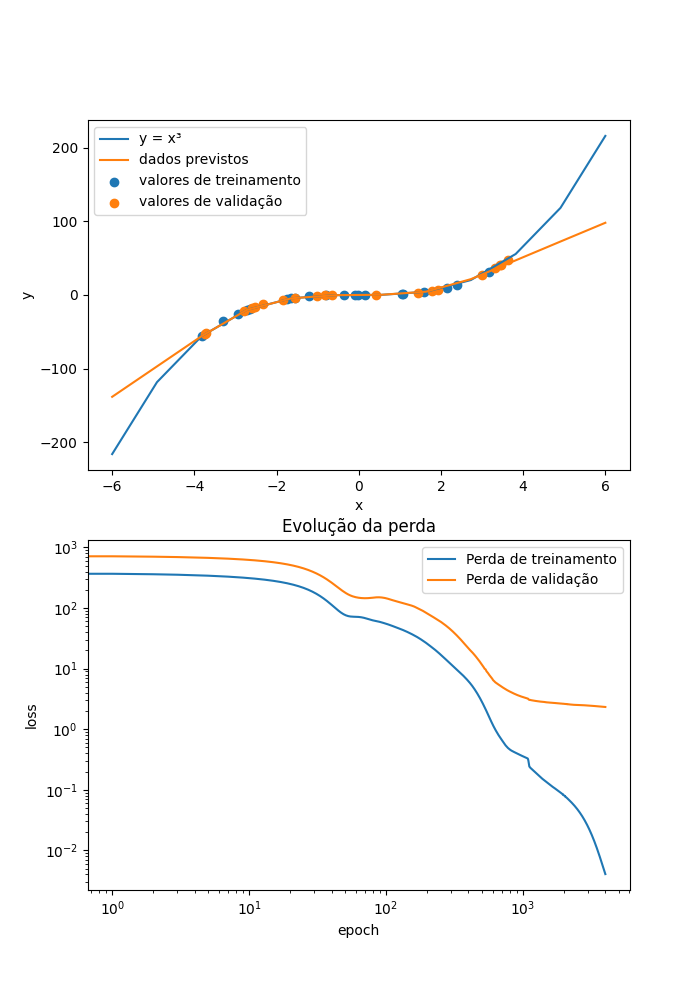 y = x³
dados previstos
valores de treinamento
valores de validação
200
100
0
−100
−200
y
−6 −4 −2 0 2 4 6
x
Evolução da perda
Perda de treinamento
Perda de validação
10³
10²
10¹
10⁰
10⁻¹
10⁻²
loss
10⁰ 10¹ 10² 10³
epoch